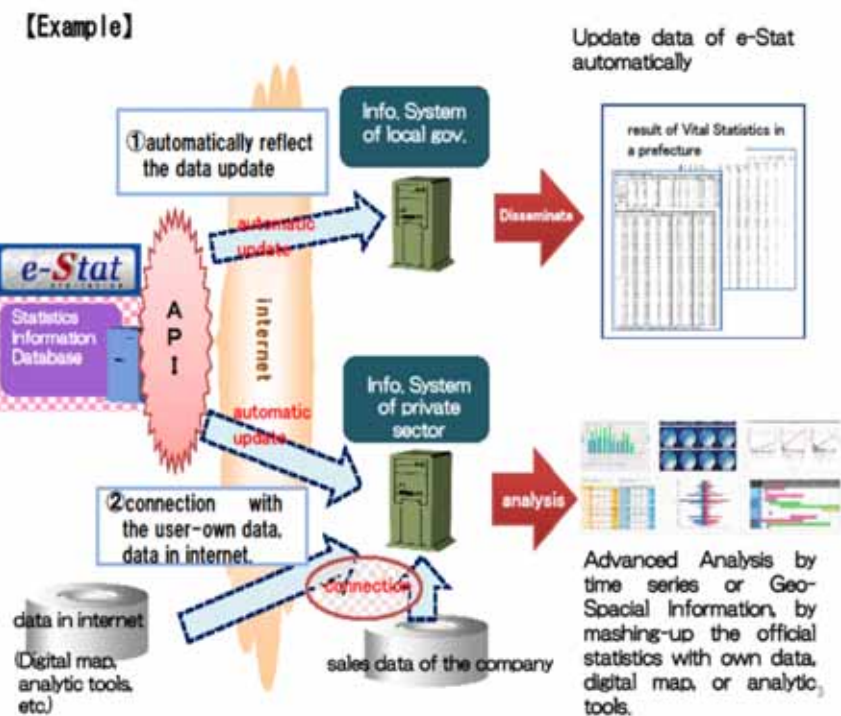 【Example】
Update data of e-Stat
automatically
①automatically reflect
the data update
Info. System
of local gov.
result of Vital Statistics in
a prefecture
automatic
update
Disseminate
e-Stat
Statistics
Information
Database
API
internet
Info. System
of private
sector
automatic
update
analysis
②connection with
the user-own data,
data in internet.
connection
data in internet
(Digital map,
analytic tools,
etc.)
sales data of the company
Advanced Analysis by
time series or Geo-
Spacial Information, by
mashing-up the official
statistics with own data,
digital map, or analytic
tools.